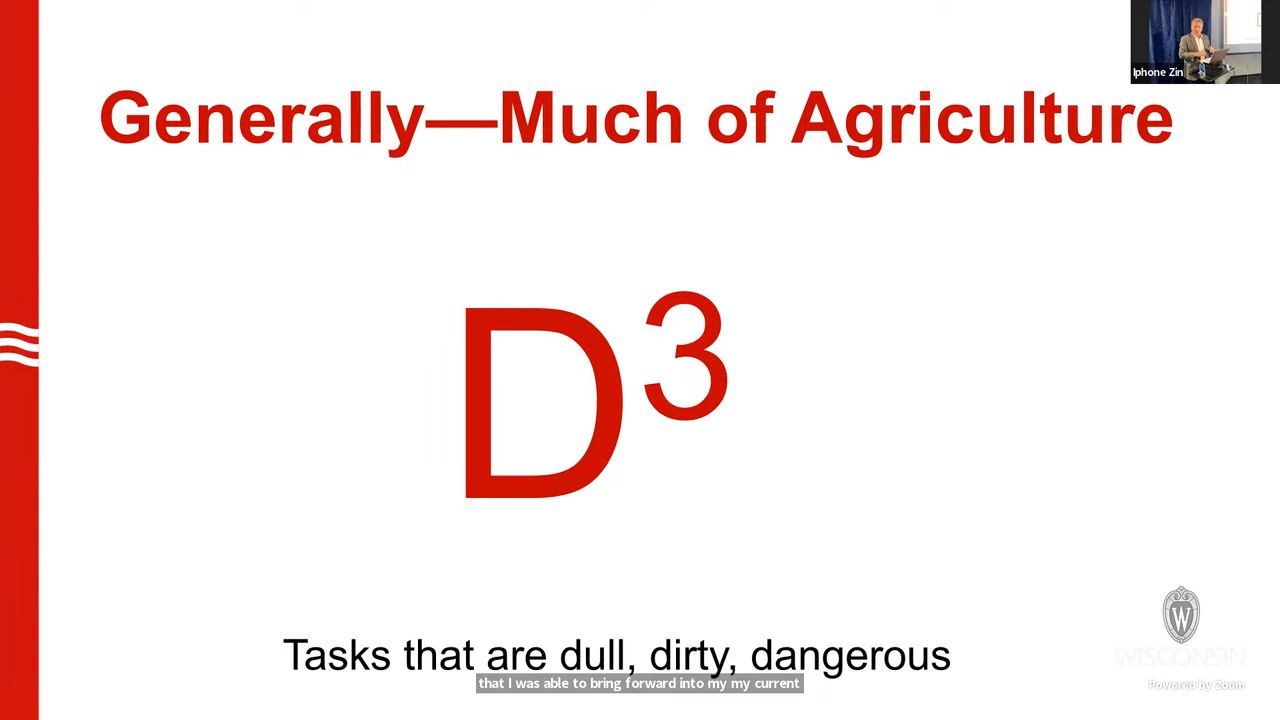 Iphone Zin
Generally—Much of Agriculture
D³
Tasks that are dull, dirty, dangerous
that I was able to bring forward into my my current
W
WISCONSIN
Powered by Zoom